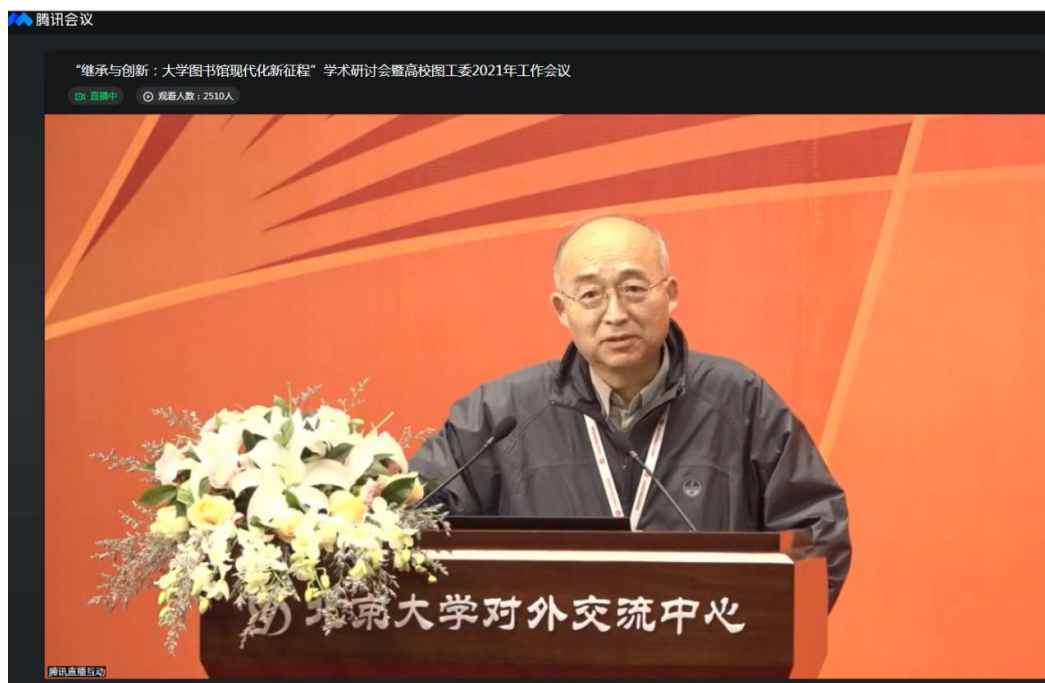 腾讯会议
“继承与创新：大学图书馆现代化新征程”学术研讨会暨高校图工委2021年工作会议
直播中
观看人数：2510人
北京大学对外交流中心
腾讯直播互动